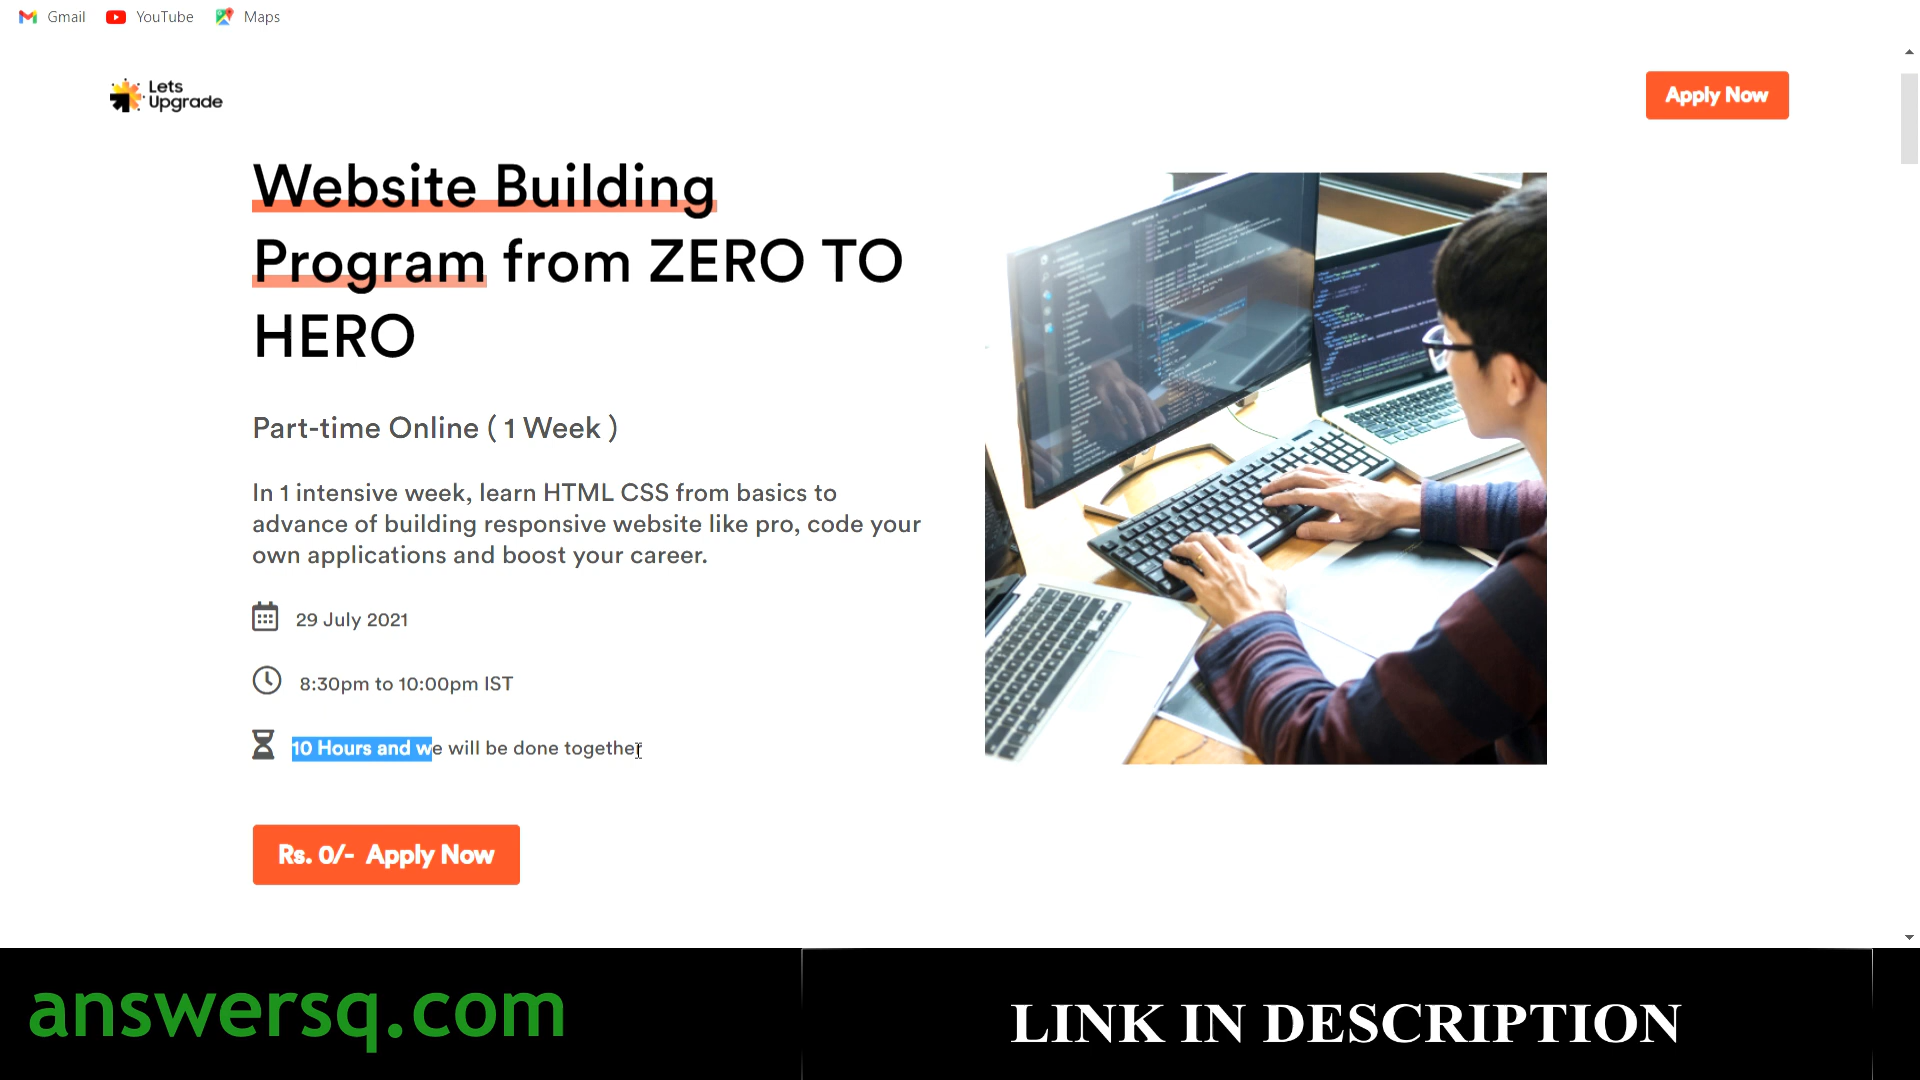 Gmail YouTube Maps
Lets
Upgrade
Apply Now
Website Building
Program from ZERO TO
HERO
Part-time Online ( 1 Week )
In 1 intensive week, learn HTML CSS from basics to
advance of building responsive website like pro, code your
own applications and boost your career.
29 July 2021
8:30pm to 10:00pm IST
10 Hours and we will be done together
Rs. 0/- Apply Now
answersq.com
LINK IN DESCRIPTION